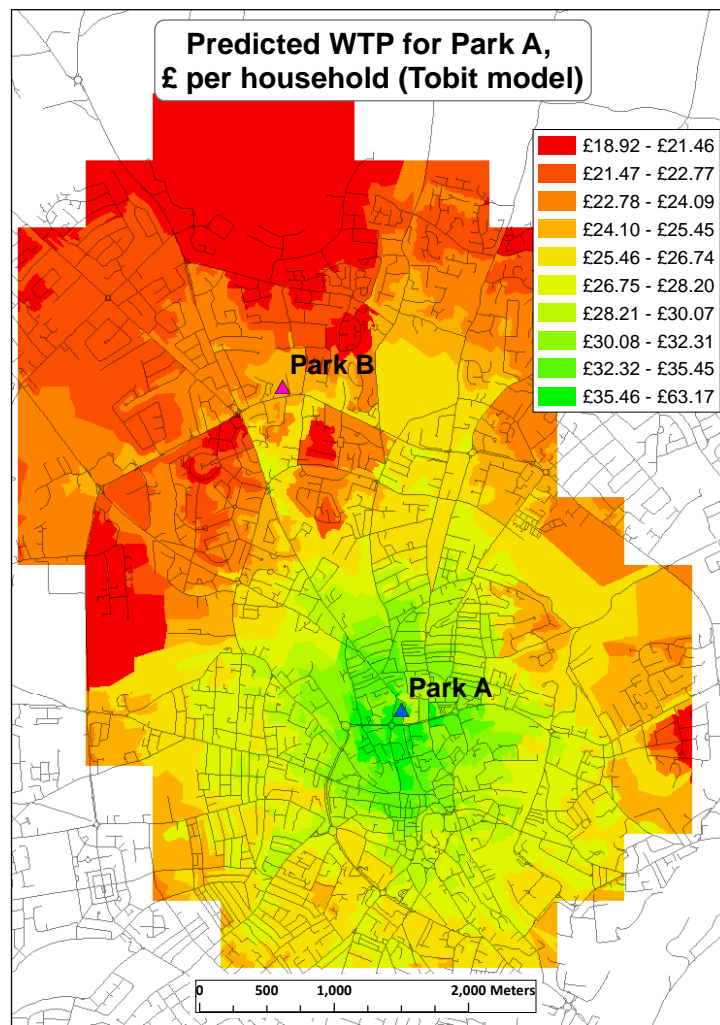 Predicted WTP for Park A,
£ per household (Tobit model)
£18.92 - £21.46
£21.47 - £22.77
£22.78 - £24.09
£24.10 - £25.45
£25.46 - £26.74
£26.75 - £28.20
£28.21 - £30.07
£30.08 - £32.31
£32.32 - £35.45
£35.46 - £63.17
Park B
Park A
0 500 1,000 2,000 Meters